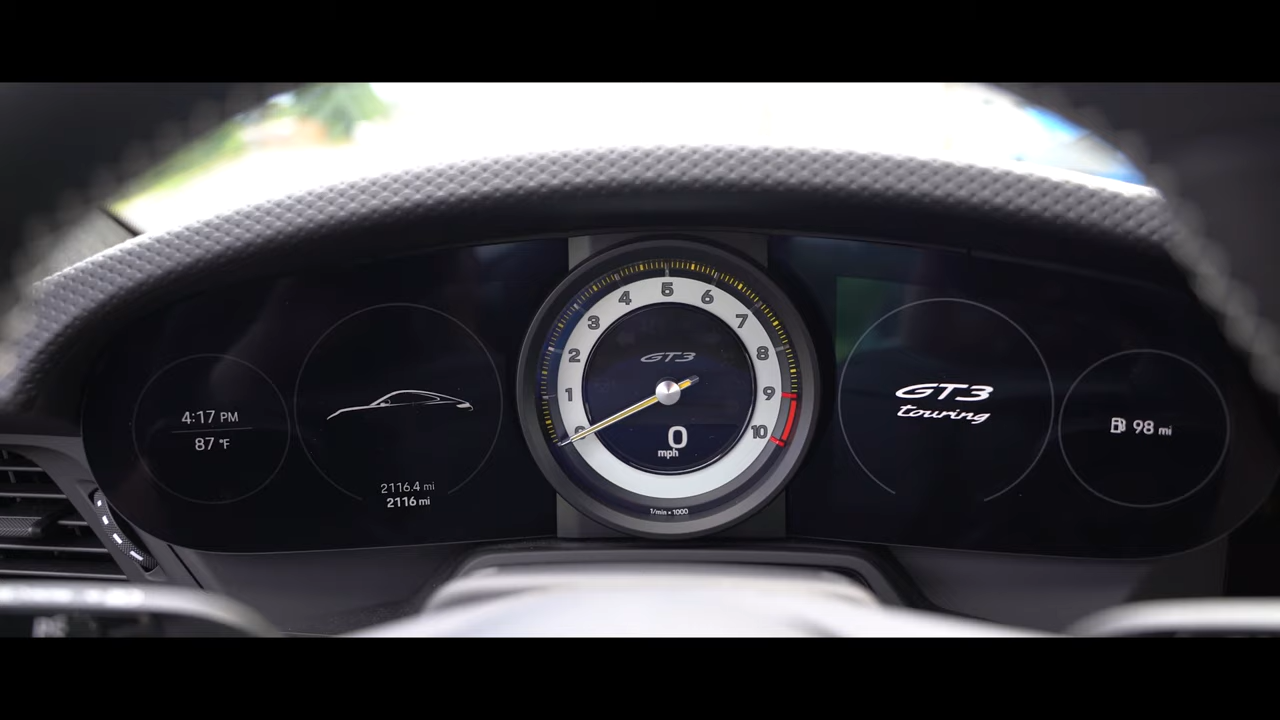 4:17 PM
87 °F
2116.4 mi
2116 mi
0
1
2
3
4
5
6
7
8
9
10
GT3
0
mph
1/min • 1000
GT3
touring
98 mi